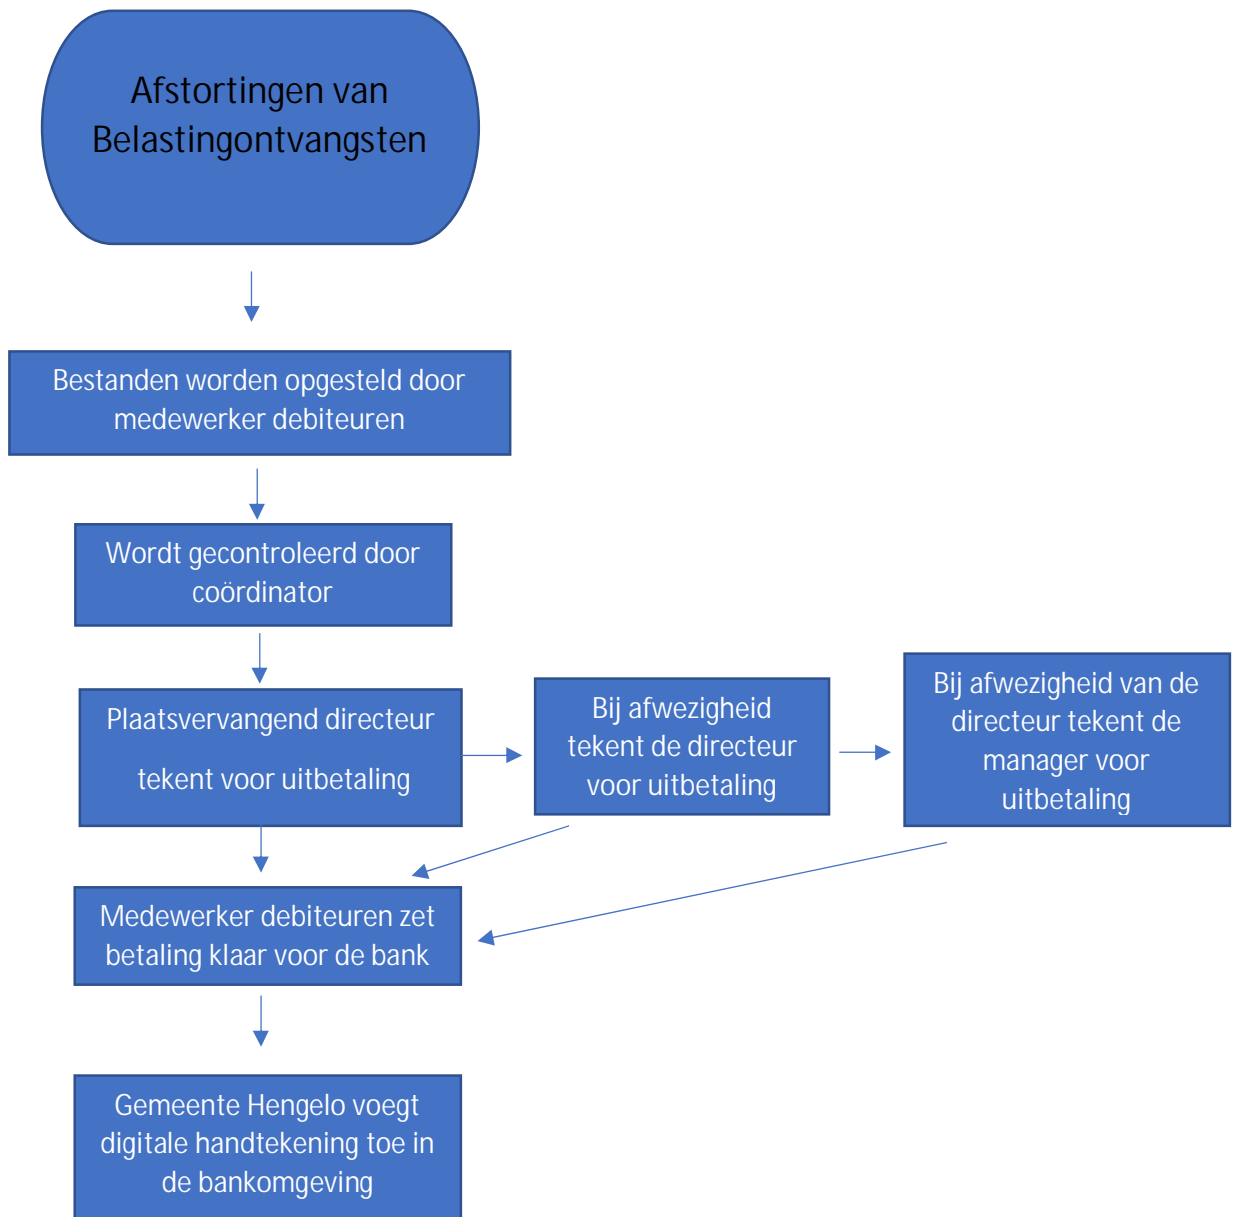 Afstortingen van
Belastingontvangsten
Bestanden worden opgesteld door
medewerker debiteuren
Wordt gecontroleerd door
coördinator
Plaatsvervangend directeur
tekent voor uitbetaling
Bij afwezigheid
tekent de directeur
voor uitbetaling
Bij afwezigheid van de
directeur tekent de
manager voor
uitbetaling
Medewerker debiteuren zet
betaling klaar voor de bank
Gemeente Hengelo voegt
digitale handtekening toe in
de bankomgeving